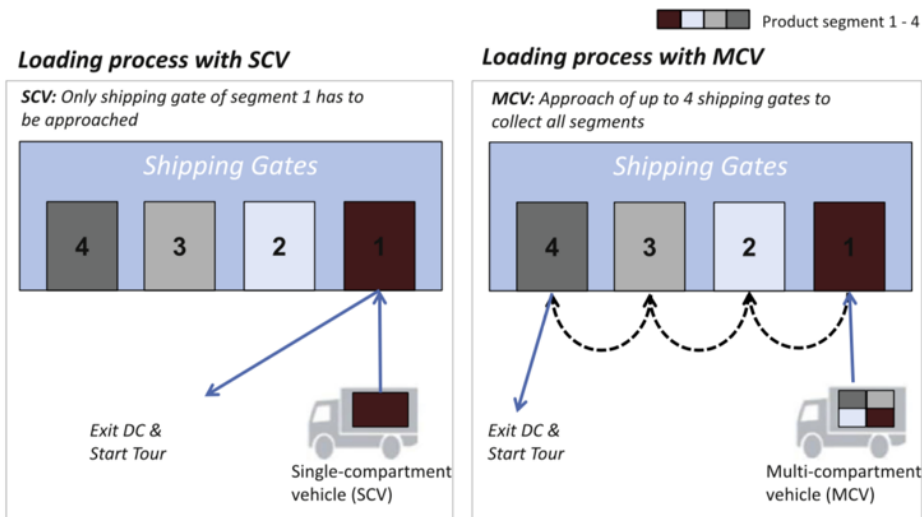 Product segment 1 - 4
Loading process with SCV
SCV: Only shipping gate of segment 1 has to
be approached
Shipping Gates
4 3 2 1
Exit DC &
Start Tour
Single-compartment
vehicle (SCV)
Loading process with MCV
MCV: Approach of up to 4 shipping gates to
collect all segments
Shipping Gates
4 3 2 1
Exit DC &
Start Tour
Multi-compartment
vehicle (MCV)